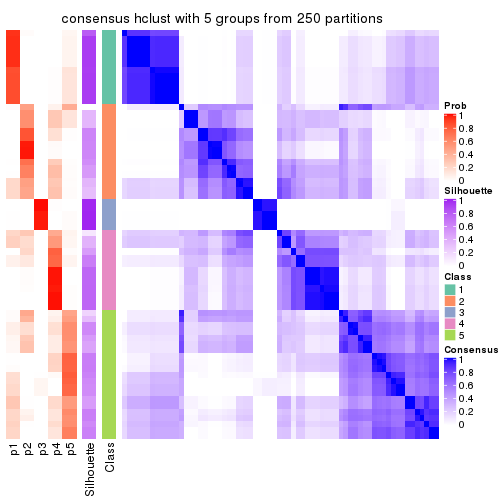 consensus hclust with 5 groups from 250 partitions
Prob
1
0.8
0.6
0.4
0.2
0
Silhouette
1
0.8
0.6
0.4
0.2
0
Class
1
2
3
4
5
Consensus
1
0.8
0.6
0.4
0.2
0
p1
p2
p3
p4
p5
Silhouette
Class